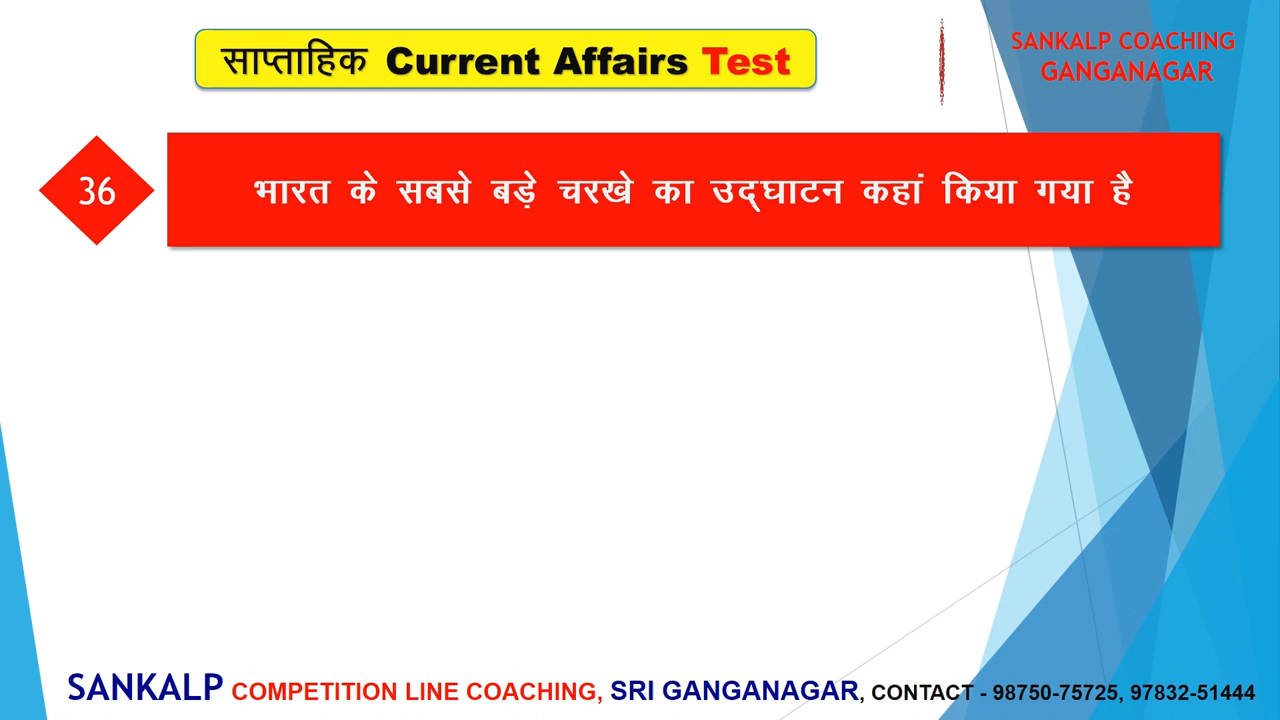 साप्ताहिक Current Affairs Test
SANKALP COACHING
GANGANAGAR
36
भारत के सबसे बड़े चरखे का उद्घाटन कहां किया गया है
SANKALP COMPETITION LINE COACHING, SRI GANGANAGAR, CONTACT - 98750-75725, 97832-51444